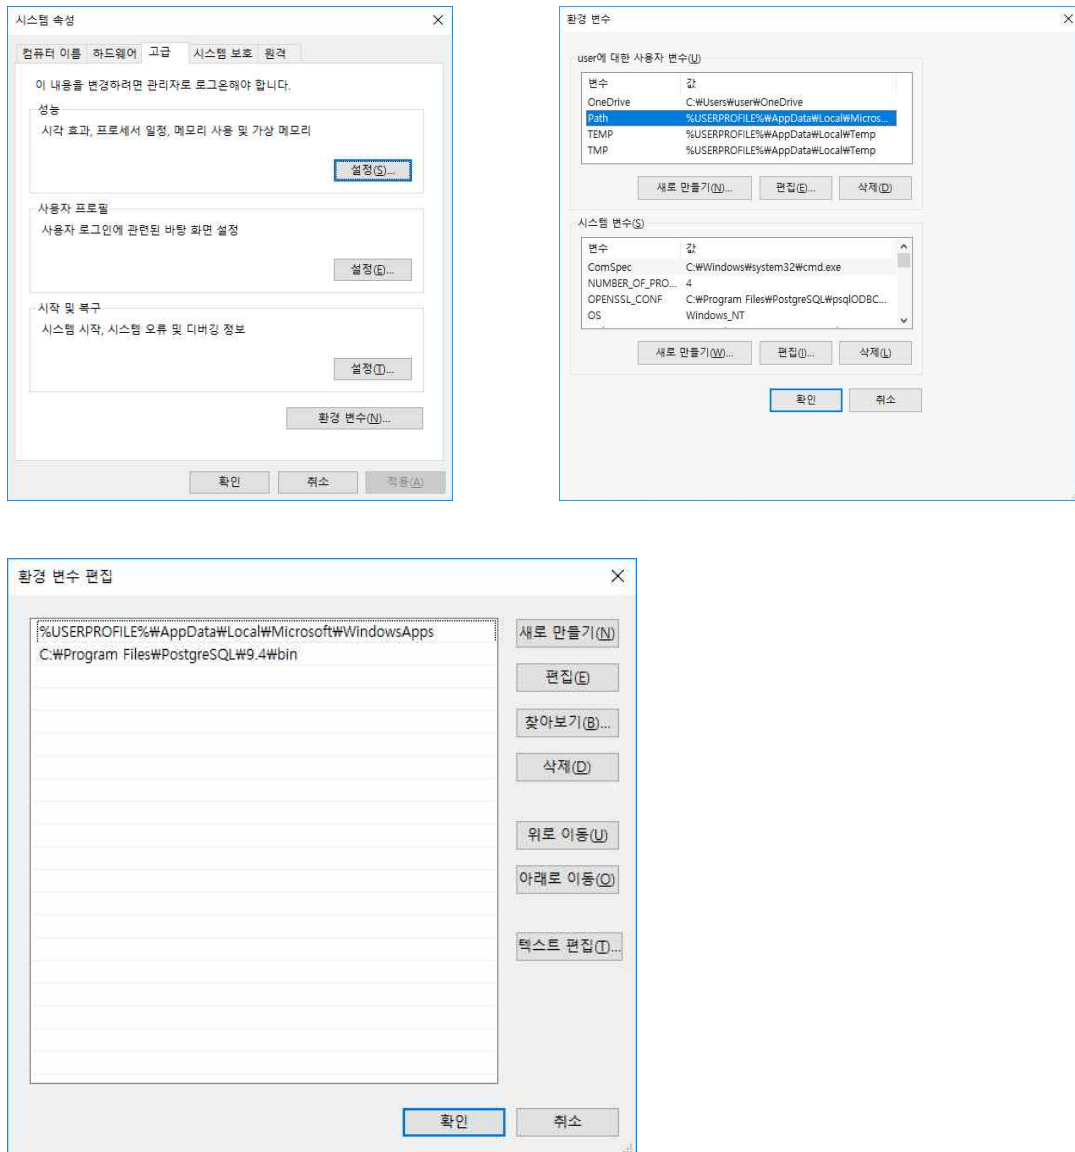 시스템 속성
컴퓨터 이름 하드웨어 고급 시스템 보호 원격
이 내용을 변경하려면 관리자로 로그온해야 합니다.
성능
시각 효과, 프로세서 일정, 메모리 사용 및 가상 메모리
설정(S)...
사용자 프로필
사용자 로그인에 관련된 바탕 화면 설정
설정(E)...
시작 및 복구
시스템 시작, 시스템 오류 및 디버깅 정보
설정(T)...
환경 변수(N)...
확인 취소 적용(A)
환경 변수
user에 대한 사용자 변수(U)
변수 값
OneDrive C:₩Users₩user₩OneDrive
Path %USERPROFILE%₩AppData₩Local₩Micros...
TEMP %USERPROFILE%₩AppData₩Local₩Temp
TMP %USERPROFILE%₩AppData₩Local₩Temp
새로 만들기(N)... 편집(E)... 삭제(D)
시스템 변수(S)
변수 값
ComSpec C:₩Windows₩system32₩cmd.exe
NUMBER_OF_PRO... 4
OPENSSL_CONF C:₩Program Files₩PostgreSQL₩psqlODBC...
OS Windows_NT
새로 만들기(W)... 편집(I)... 삭제(L)
확인 취소
환경 변수 편집
%USERPROFILE%₩AppData₩Local₩Microsoft₩WindowsApps
C:₩Program Files₩PostgreSQL₩9.4₩bin
새로 만들기(N)
편집(E)
찾아보기(B)...
삭제(D)
위로 이동(U)
아래로 이동(O)
텍스트 편집(T)...
확인 취소